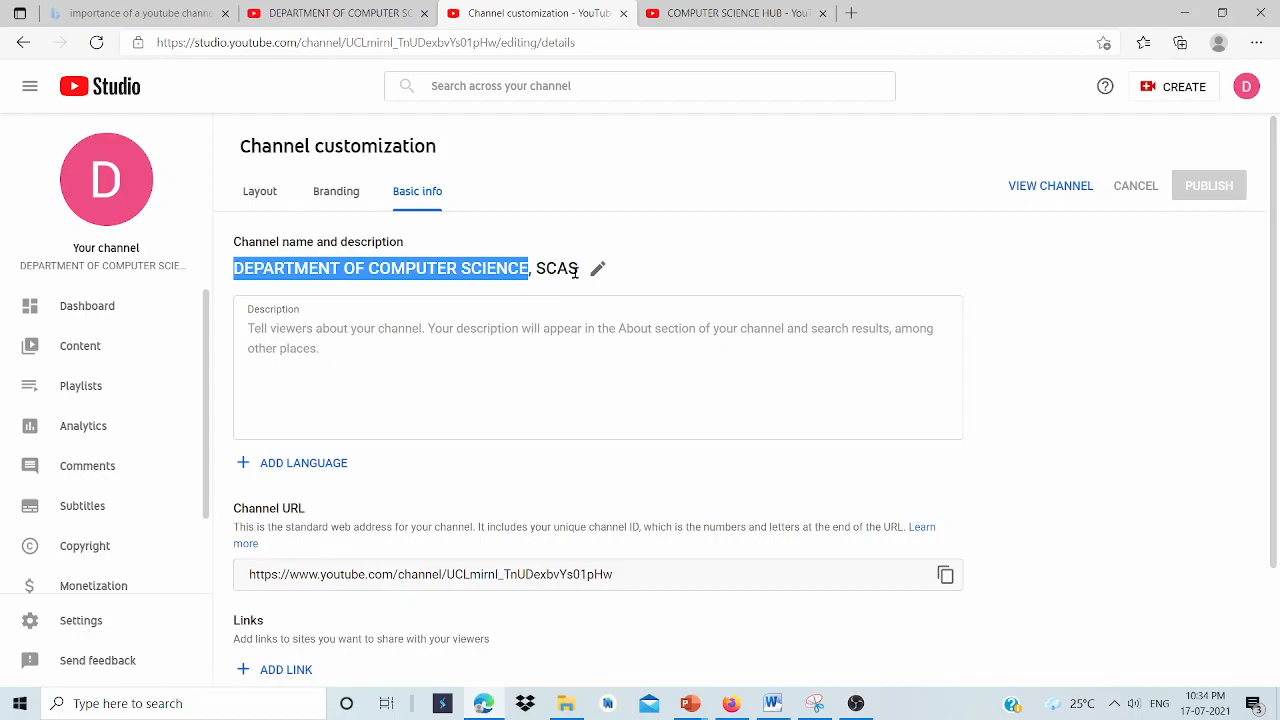 importance of a youtube channe
DEPARTMENT OF COMPUTER SC
Channel customization - YouTub
COMPUTER SCIENCE HUB - YouT
https://studio.youtube.com/channel/UCLmirnl_TnUDexbvYs01pHw/editing/details
Studio
Search across your channel
CREATE
D
D
Your channel
DEPARTMENT OF COMPUTER SCIE...
Dashboard
Content
Playlists
Analytics
Comments
Subtitles
Copyright
Monetization
Settings
Send feedback
Channel customization
Layout
Branding
Basic info
VIEW CHANNEL
CANCEL
PUBLISH
Channel name and description
DEPARTMENT OF COMPUTER SCIENCE, SCAS
Description
Tell viewers about your channel. Your description will appear in the About section of your channel and search results, among
other places.
ADD LANGUAGE
Channel URL
This is the standard web address for your channel. It includes your unique channel ID, which is the numbers and letters at the end of the URL. Learn
more
https://www.youtube.com/channel/UCLmirnl_TnUDexbvYs01pHw
Links
Add links to sites you want to share with your viewers
ADD LINK
Type here to search
25°C
ENG
10:34 PM
17-07-2021
3